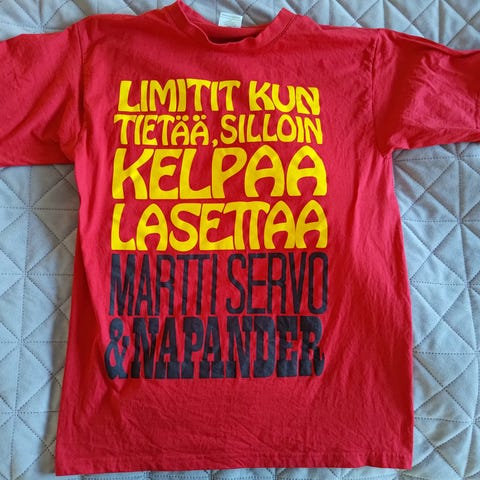 LIMITIT KUN
TIETÄÄ, SILLOIN
KELPAA
LASETTAA
MARTTI SERVO
& NAPANDER